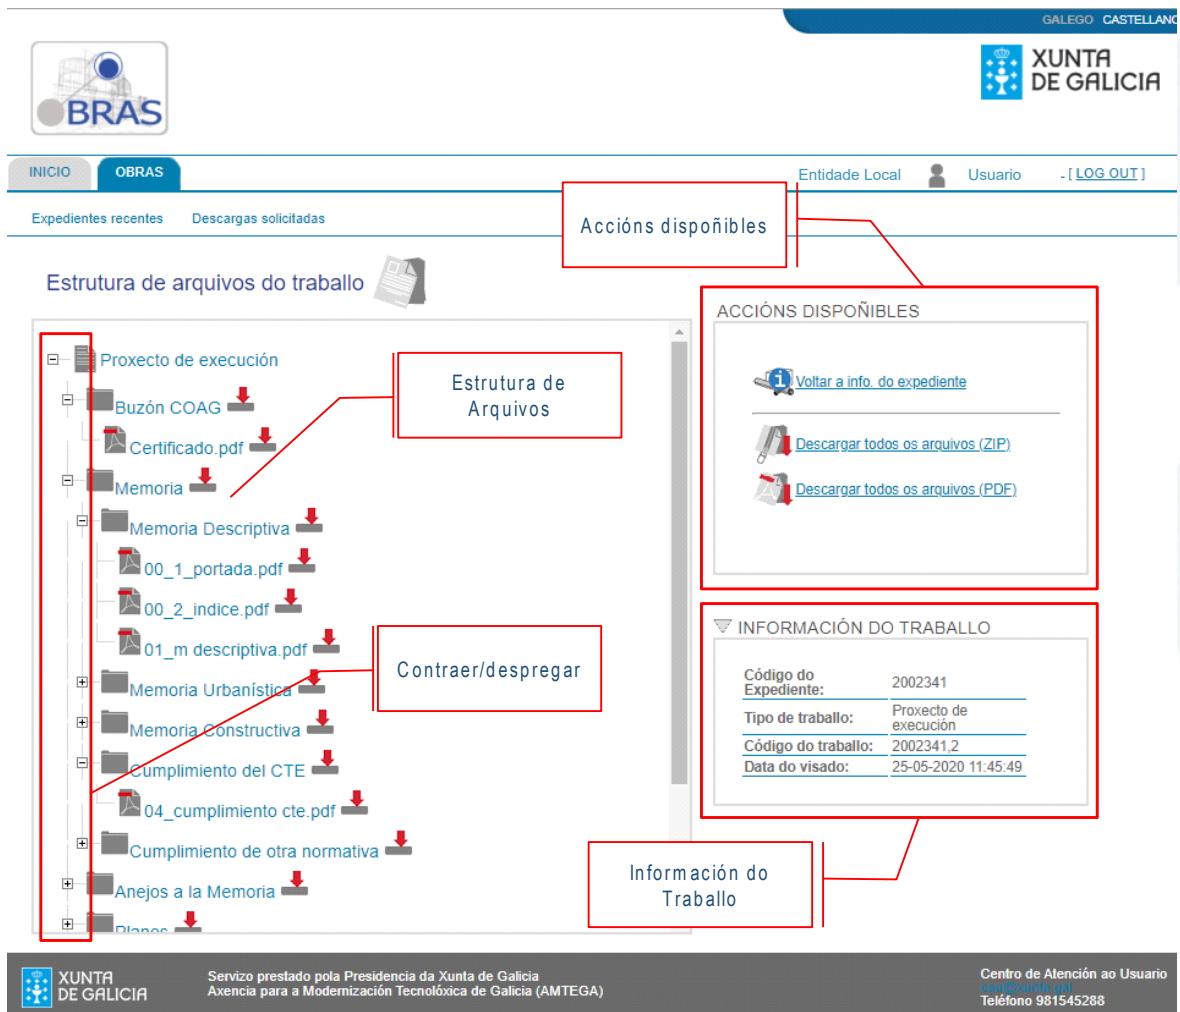 GALEGO CASTELLANO
XUNTA
DE GALICIA
OBRAS
INICIO
OBRAS
Entidade Local
Usuario
- [ LOG OUT ]
Expedientes recentes
Descargas solicitadas
Accións dispoñibles
Estrutura de arquivos do traballo
Proxecto de execución
Buzón COAG
Certificado.pdf
Memoria
Memoria Descriptiva
00_1_portada.pdf
00_2_indice.pdf
01_m descriptiva.pdf
Memoria Urbanística
Memoria Constructiva
Cumplimiento del CTE
04_cumplimiento cte.pdf
Cumplimiento de otra normativa
Anejos a la Memoria
Planos
Estrutura de
Arquivos
Contraer/despregar
ACCIÓNS DISPOÑIBLES
Voltar a info. do expediente
Descargar todos os arquivos (ZIP)
Descargar todos os arquivos (PDF)
INFORMACIÓN DO TRABALLO
Código do
Expediente: 2002341
Tipo de traballo: Proxecto de
execución
Código do traballo: 2002341,2
Data do visado: 25-05-2020 11:45:49
Información do
Traballo
XUNTA
DE GALICIA
Servizo prestado pola Presidencia da Xunta de Galicia
Axencia para a Modernización Tecnolóxica de Galicia (AMTEGA)
Centro de Atención ao Usuario
cau@xunta.gal
Teléfono 981545288